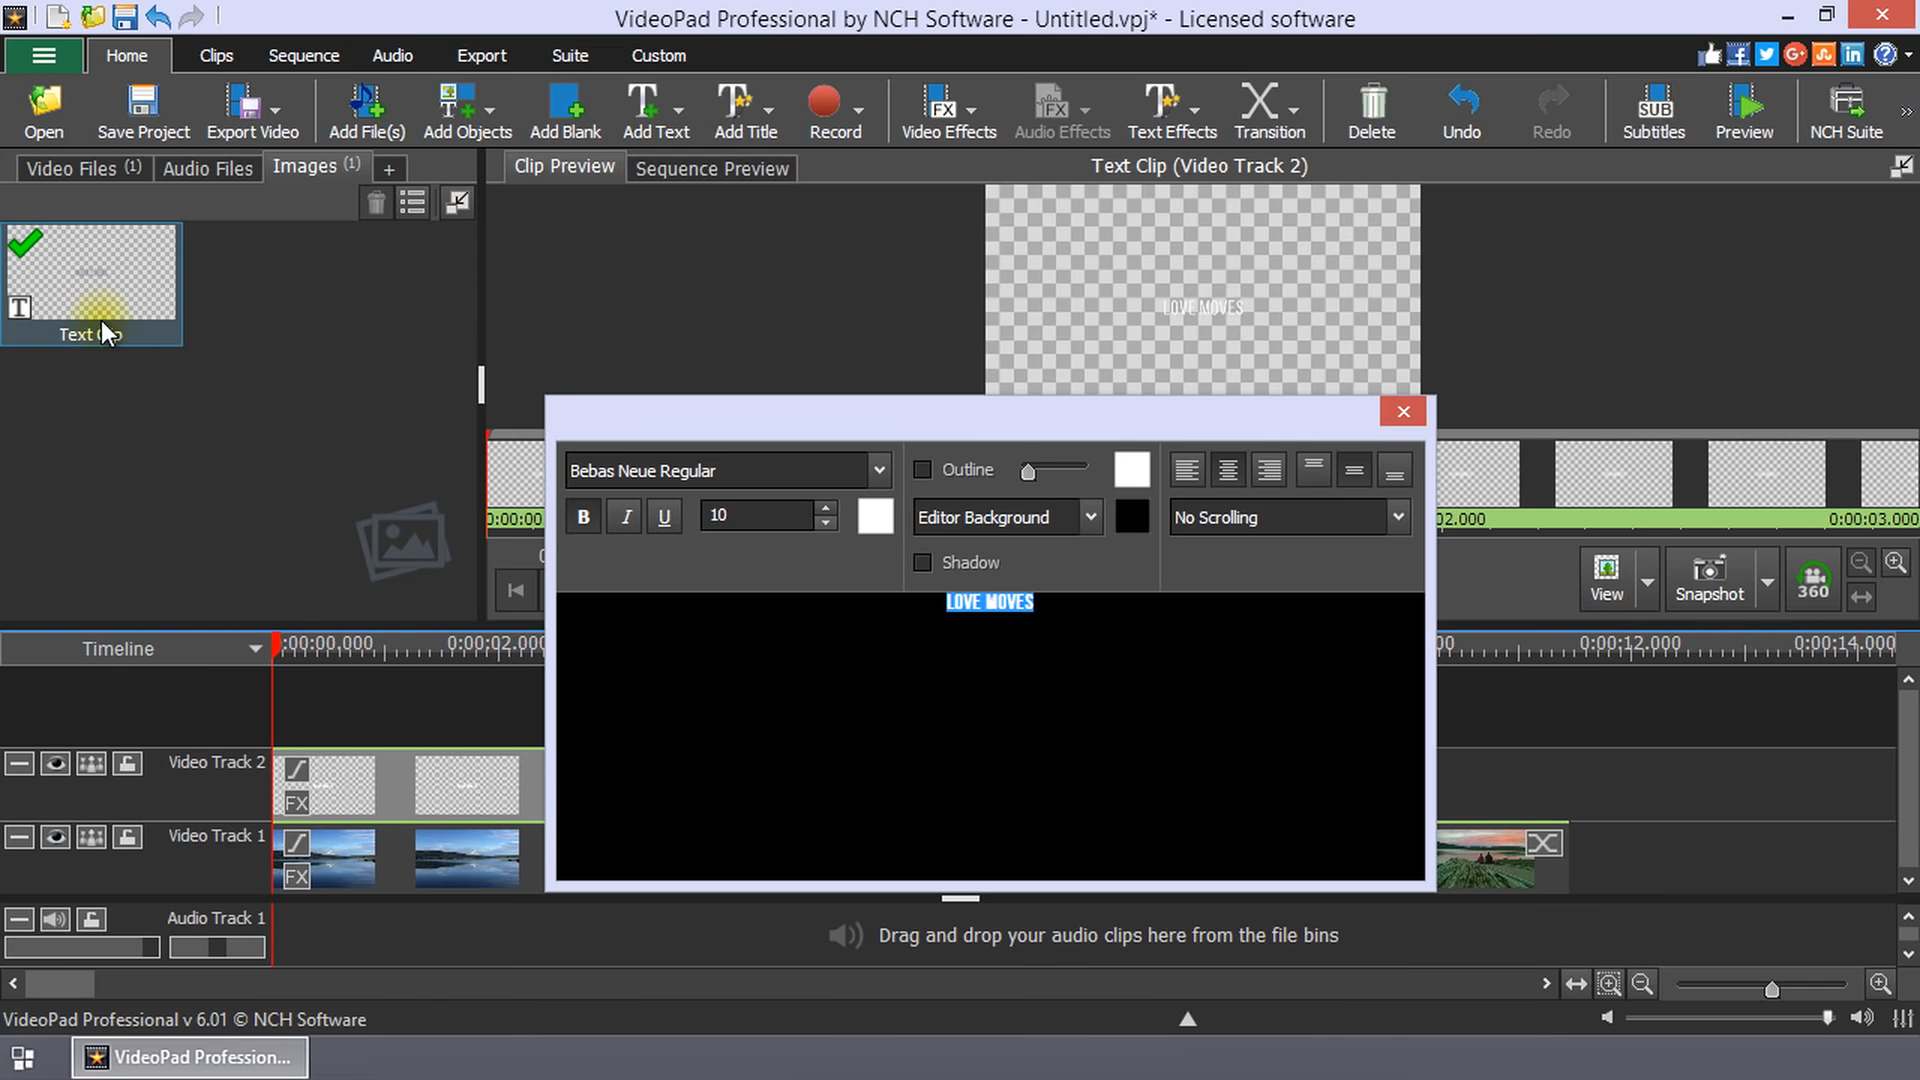 VideoPad Professional by NCH Software - Untitled.vpj* - Licensed software
Home Clips Sequence Audio Export Suite Custom
Open Save Project Export Video Add File(s) Add Objects Add Blank Add Text Add Title Record Video Effects Audio Effects Text Effects Transition Delete Undo Redo Subtitles Preview NCH Suite
Video Files (1) Audio Files Images (1) + Clip Preview Sequence Preview Text Clip (Video Track 2)
LOVE MOVES
Bebas Neue Regular Outline
B I U 10 Editor Background No Scrolling
0:00:00 02.000 0:00:03.000
Shadow
View Snapshot 360
LOVE MOVES
Timeline :00:00.000 0:00:02.000 0:00:12.000 0:00:14.000
Video Track 2
FX
Video Track 1
FX
Audio Track 1
Drag and drop your audio clips here from the file bins
VideoPad Professional v 6.01 © NCH Software
VideoPad Profession...